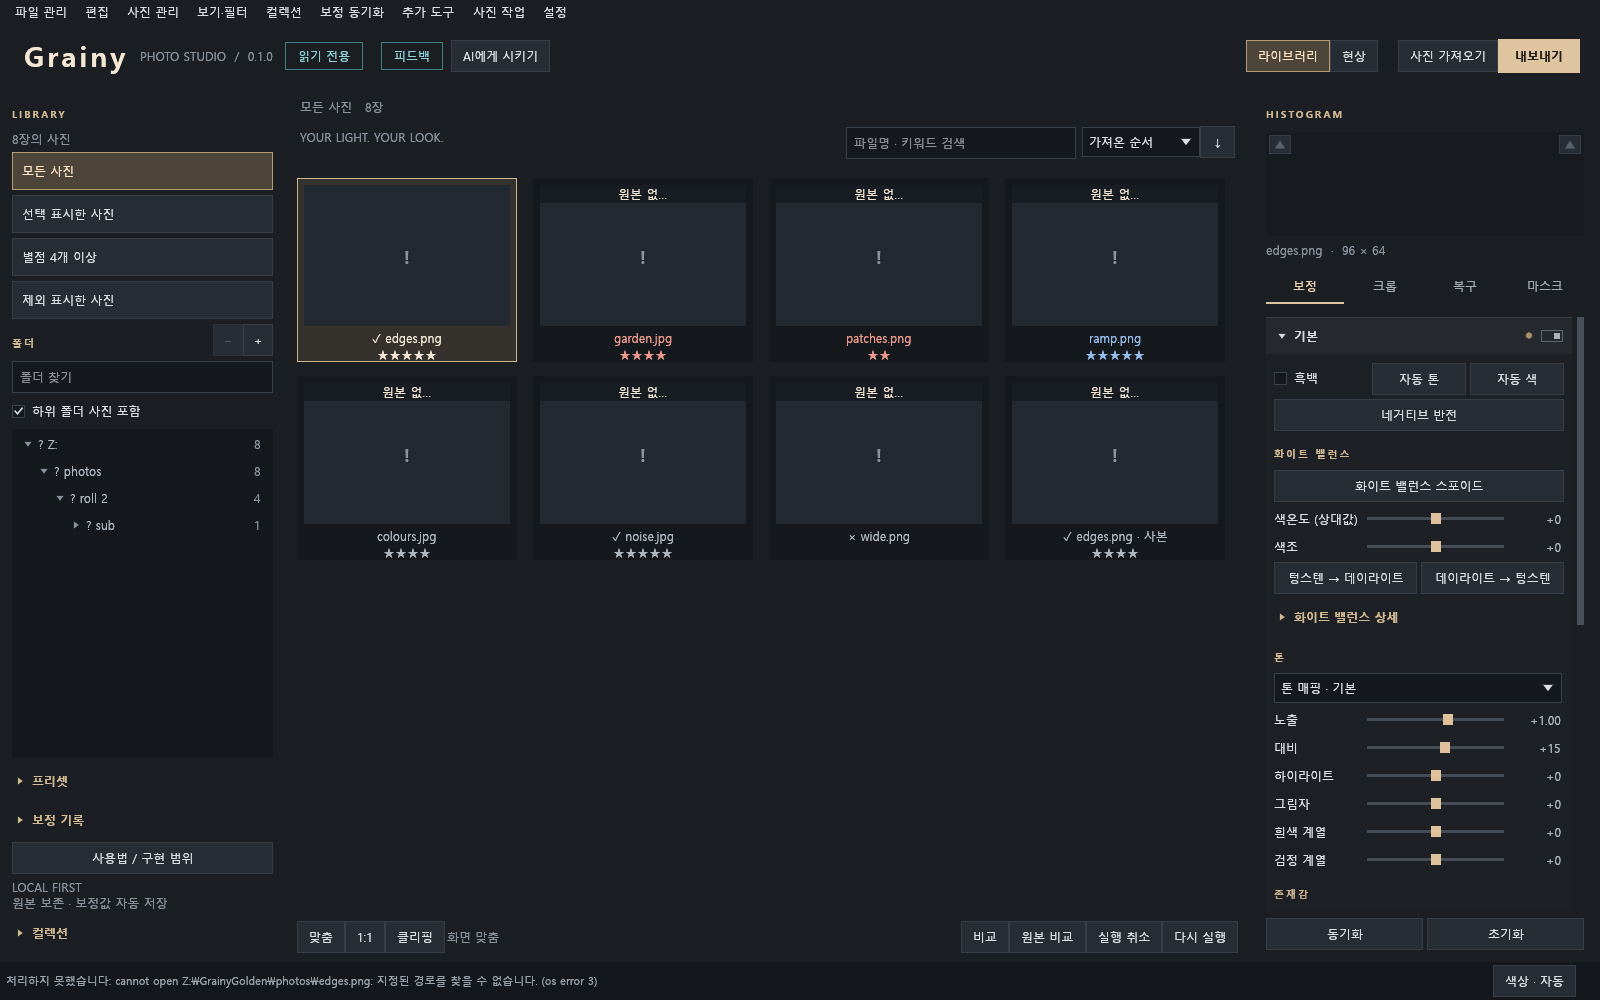 파일 관리 편집 사진 관리 보기·필터 컬렉션 보정 동기화 추가 도구 사진 작업 설정
Grainy PHOTO STUDIO / 0.1.0 읽기 전용 피드백 AI에게 시키기 라이브러리 현상 사진 가져오기 내보내기
LIBRARY
8장의 사진
모든 사진
선택 표시한 사진
별점 4개 이상
제외 표시한 사진
폴더 − +
폴더 찾기
✓ 하위 폴더 사진 포함
? Z: 8
? photos 8
? roll 2 4
? sub 1
프리셋
보정 기록
사용법 / 구현 범위
LOCAL FIRST
원본 보존 · 보정값 자동 저장
컬렉션
모든 사진 8장
YOUR LIGHT. YOUR LOOK.
파일명 · 키워드 검색 가져온 순서 ↓
원본 없... 원본 없... 원본 없...
! ! ! !
✓ edges.png garden.jpg patches.png ramp.png
★★★★★ ★★★★ ★★ ★★★★★
원본 없... 원본 없... 원본 없... 원본 없...
! ! ! !
colours.jpg ✓ noise.jpg × wide.png ✓ edges.png · 사본
★★★★ ★★★★★ ★★★★
맞춤 1:1 클리핑 화면 맞춤 비교 원본 비교 실행 취소 다시 실행
HISTOGRAM
edges.png · 96 × 64
보정 크롭 복구 마스크
기본
흑백 자동 톤 자동 색
네거티브 반전
화이트 밸런스
화이트 밸런스 스포이드
색온도 (상대값) +0
색조 +0
텅스텐 → 데이라이트 데이라이트 → 텅스텐
화이트 밸런스 상세
톤
톤 매핑 · 기본
노출 +1.00
대비 +15
하이라이트 +0
그림자 +0
흰색 계열 +0
검정 계열 +0
존재감
동기화 초기화
처리하지 못했습니다: cannot open Z:₩GrainyGolden₩photos₩edges.png: 지정된 경로를 찾을 수 없습니다. (os error 3) 색상 · 자동